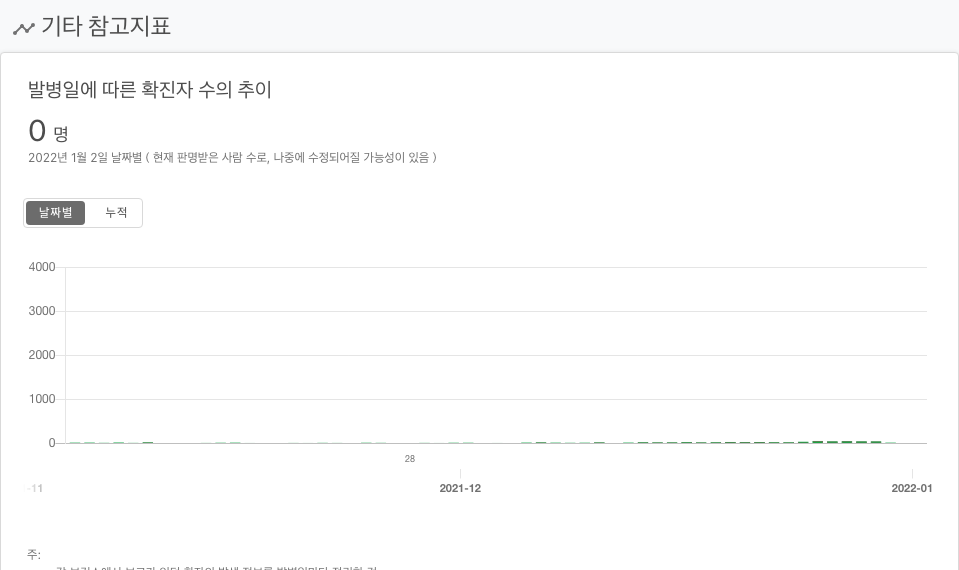 기타 참고지표
발병일에 따른 확진자 수의 추이
0 명
2022년 1월 2일 날짜별 ( 현재 판명받은 사람 수로, 나중에 수정되어질 가능성이 있음 )
날짜별 누적
4000
3000
2000
1000
0
28
-11 2021-12 2022-01
주: